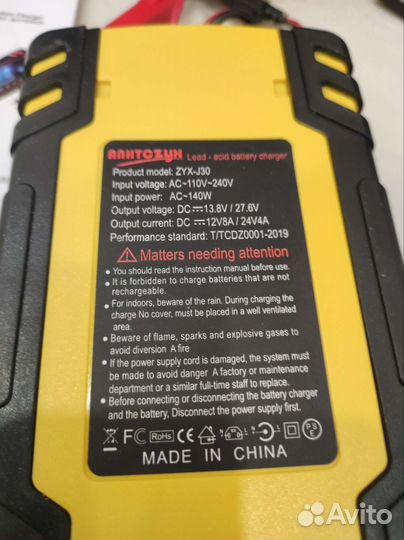 ANHTCZYX Lead - acid battery charger
Product model: ZYX-J30
Input voltage: AC~110V~240V
Input power: AC~140W
Output voltage: DC⎓13.8V / 27.6V
Output current: DC ⎓12V8A / 24V4A
Performance standard: T/TCDZ0001-2019
Matters needing attention
● You should read the instruction manual before use.
● It is forbidden to charge batteries that are not
rechargeable.
● For indoors, beware of the rain. During charging the
charge No cover, must be placed in a well ventilated
area.
● Beware of flame, sparks and explosive gases to
avoid diversion A fire
● If the power supply cord is damaged, the system must
be made to avoid danger A factory or maintenance
department or a similar full-time staff to replace.
● Before connecting or disconnecting the battery charger
and the battery, Disconnect the power supply first.
FC RoHS CE PSE
MADE IN CHINA
Avito